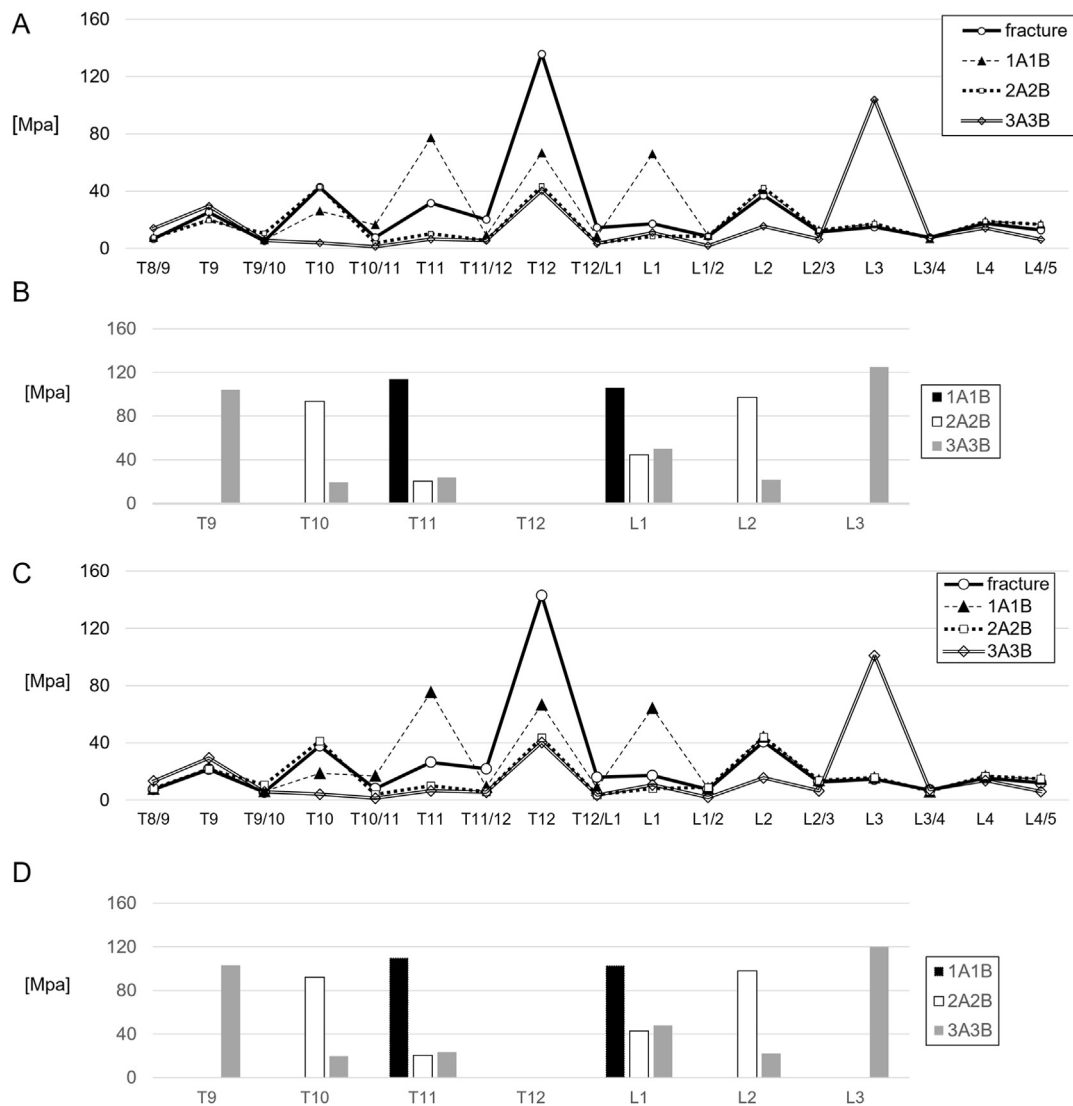 A
160
120
[Mpa]
80
40
0
fracture
1A1B
2A2B
3A3B
T8/9 T9 T9/10 T10 T10/11 T11 T11/12 T12 T12/L1 L1 L1/2 L2 L2/3 L3 L3/4 L4 L4/5
B
160
120
[Mpa]
80
40
0
1A1B
2A2B
3A3B
T9 T10 T11 T12 L1 L2 L3
C
160
120
[Mpa]
80
40
0
fracture
1A1B
2A2B
3A3B
T8/9 T9 T9/10 T10 T10/11 T11 T11/12 T12 T12/L1 L1 L1/2 L2 L2/3 L3 L3/4 L4 L4/5
D
160
120
[Mpa]
80
40
0
1A1B
2A2B
3A3B
T9 T10 T11 T12 L1 L2 L3